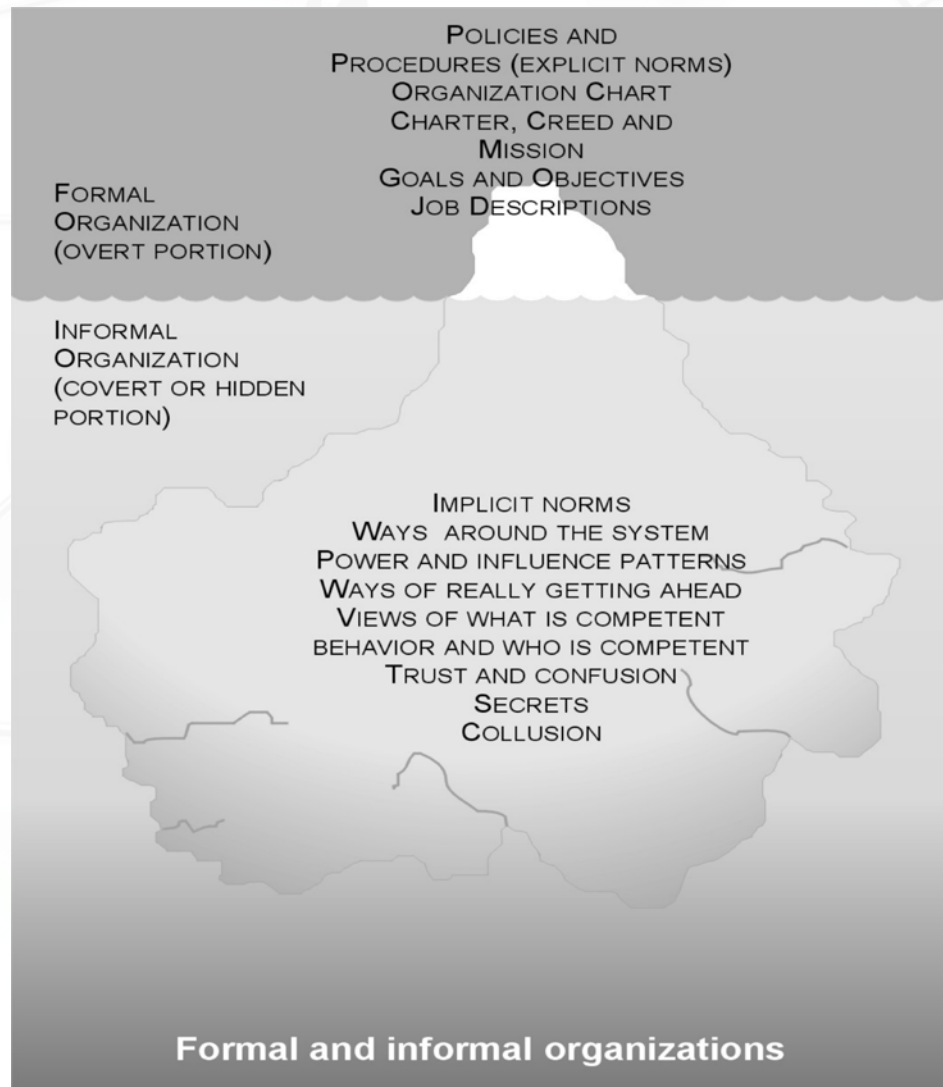 POLICIES AND
PROCEDURES (EXPLICIT NORMS)
ORGANIZATION CHART
CHARTER, CREED AND
MISSION
GOALS AND OBJECTIVES
JOB DESCRIPTIONS
FORMAL
ORGANIZATION
(OVERT PORTION)
INFORMAL
ORGANIZATION
(COVERT OR HIDDEN
PORTION)
IMPLICIT NORMS
WAYS AROUND THE SYSTEM
POWER AND INFLUENCE PATTERNS
WAYS OF REALLY GETTING AHEAD
VIEWS OF WHAT IS COMPETENT
BEHAVIOR AND WHO IS COMPETENT
TRUST AND CONFUSION
SECRETS
COLLUSION
Formal and informal organizations